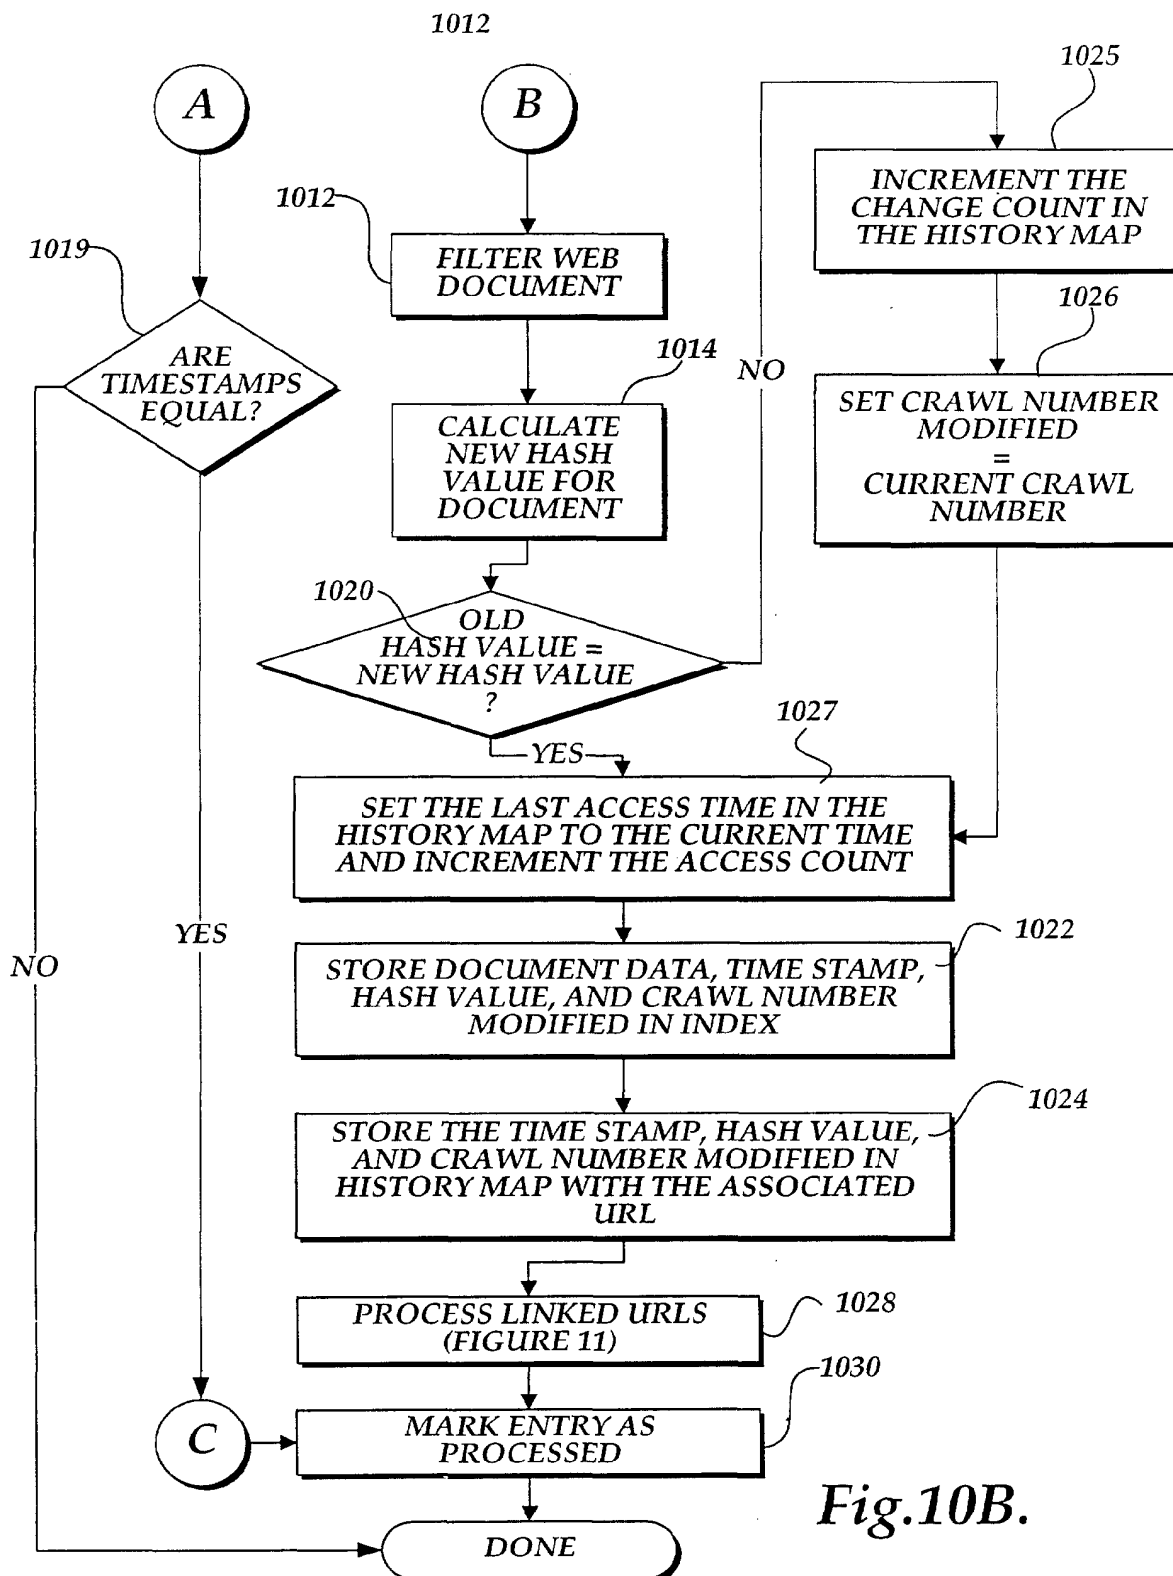 1012
A
B
1025
INCREMENT THE
CHANGE COUNT IN
THE HISTORY MAP
1012
FILTER WEB
DOCUMENT
1019
ARE
TIMESTAMPS
EQUAL?
1026
SET CRAWL NUMBER
MODIFIED
=
CURRENT CRAWL
NUMBER
1014
CALCULATE
NEW HASH
VALUE FOR
DOCUMENT
NO
1020
OLD
HASH VALUE =
NEW HASH VALUE
?
YES
1027
SET THE LAST ACCESS TIME IN THE
HISTORY MAP TO THE CURRENT TIME
AND INCREMENT THE ACCESS COUNT
YES
NO
1022
STORE DOCUMENT DATA, TIME STAMP,
HASH VALUE, AND CRAWL NUMBER
MODIFIED IN INDEX
1024
STORE THE TIME STAMP, HASH VALUE,
AND CRAWL NUMBER MODIFIED IN
HISTORY MAP WITH THE ASSOCIATED
URL
1028
PROCESS LINKED URLS
(FIGURE 11)
1030
C
MARK ENTRY AS
PROCESSED
DONE
Fig.10B.